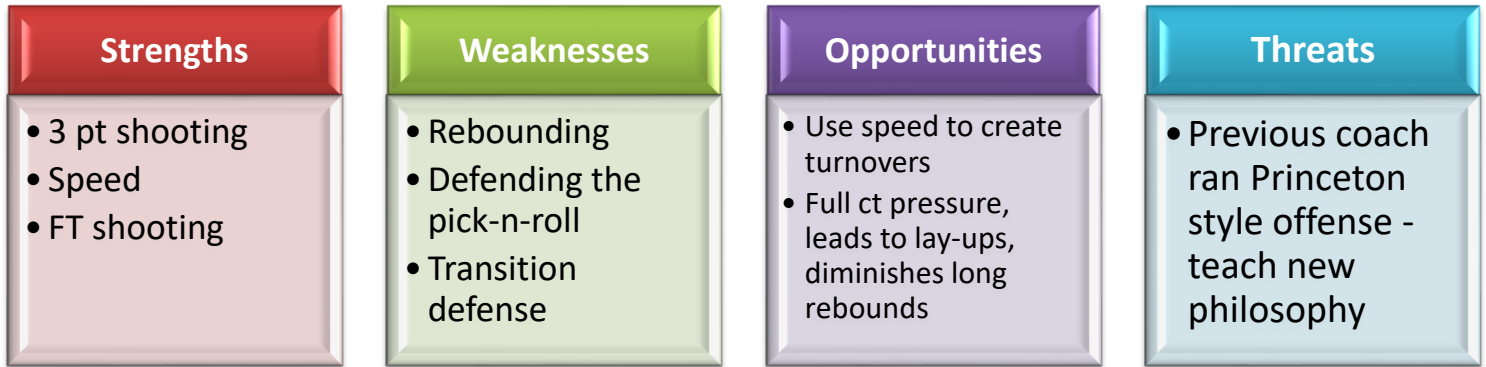 Strengths
• 3 pt shooting
• Speed
• FT shooting
Weaknesses
• Rebounding
• Defending the
pick-n-roll
• Transition
defense
Opportunities
• Use speed to create
turnovers
• Full ct pressure,
leads to lay-ups,
diminishes long
rebounds
Threats
• Previous coach
ran Princeton
style offense -
teach new
philosophy